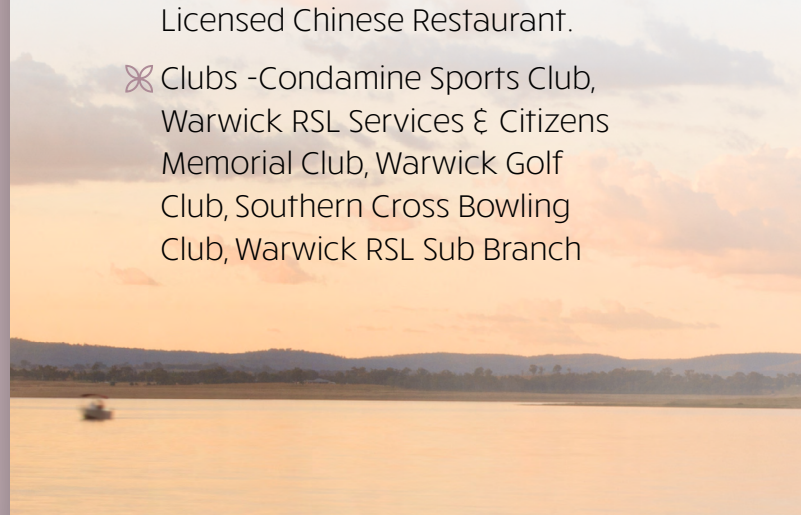 Licensed Chinese Restaurant.
Clubs -Condamine Sports Club,
Warwick RSL Services & Citizens
Memorial Club, Warwick Golf
Club, Southern Cross Bowling
Club, Warwick RSL Sub Branch